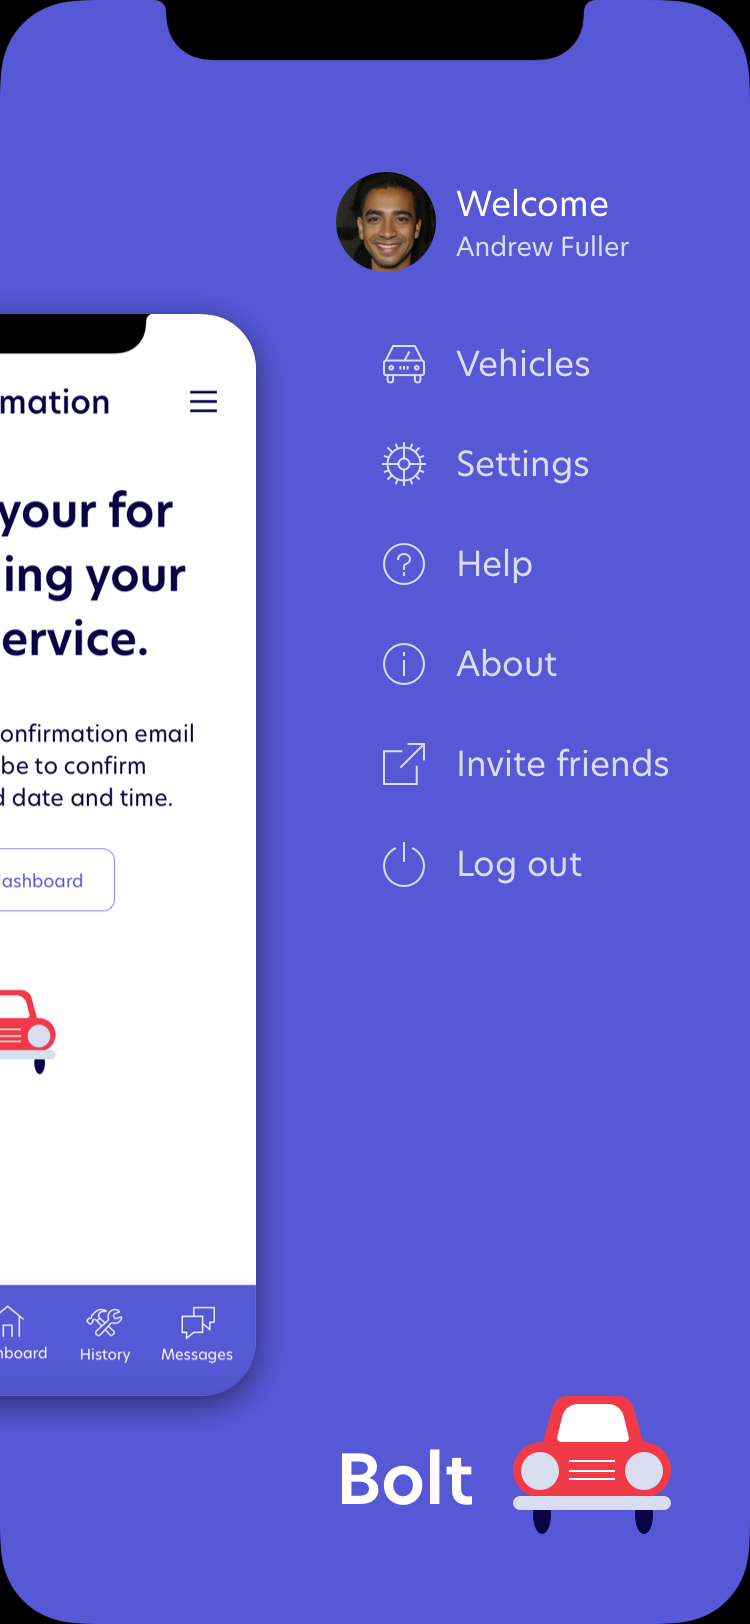 Welcome
Andrew Fuller
Vehicles
Settings
Help
About
Invite friends
Log out
Bolt
mation
your for
ing your
ervice.
onfirmation email
be to confirm
date and time.
ashboard
hboard
History
Messages